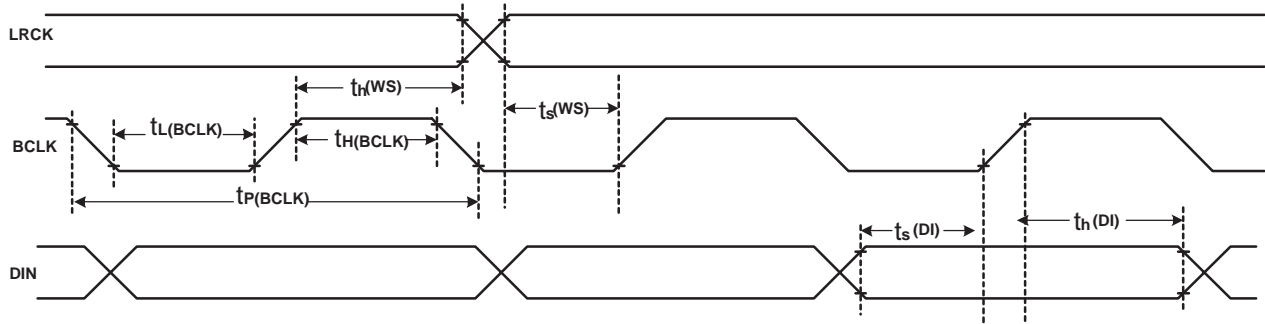 LRCK
th(WS)
ts(WS)
BCLK
tL(BCLK)
tH(BCLK)
tP(BCLK)
DIN
ts (DI)
th (DI)